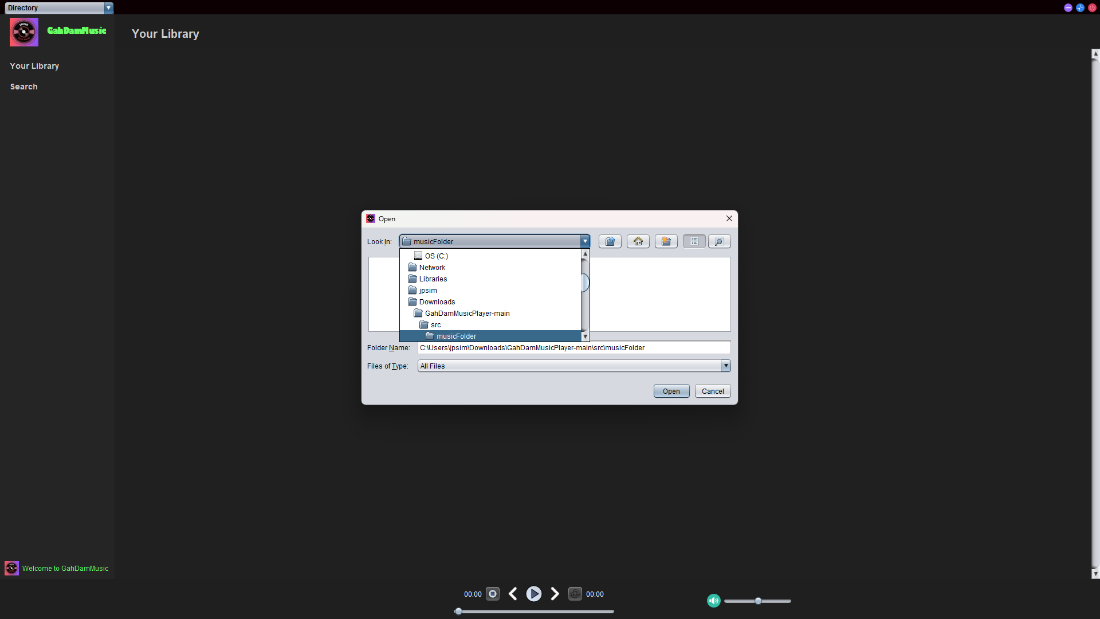 Directory
GahDamMusic
Your Library
Your Library
Search
Open
Look In:
musicFolder
OS (C:)
Network
Libraries
jpsim
Downloads
GahDamMusicPlayer-main
src
musicFolder
Folder Name:
C:\Users\jpsim\Downloads\GahDamMusicPlayer-main\src\musicFolder
Files of Type:
All Files
Open
Cancel
Welcome to GahDamMusic
00:00
00:00